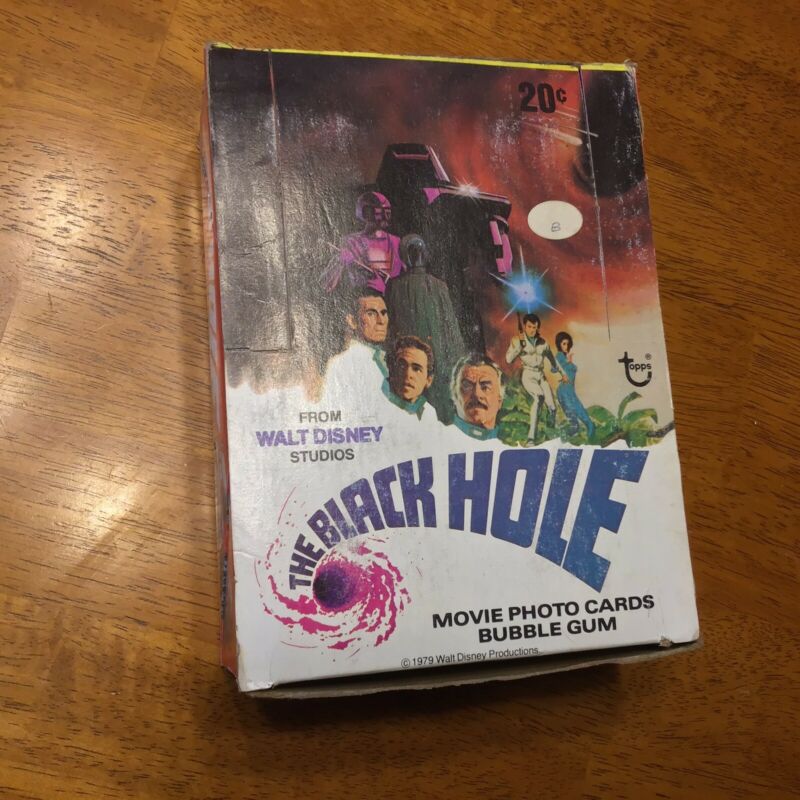 20¢
B
topps®
FROM
WALT DISNEY
STUDIOS
THE BLACK HOLE
MOVIE PHOTO CARDS
BUBBLE GUM
© 1979 Walt Disney Productions